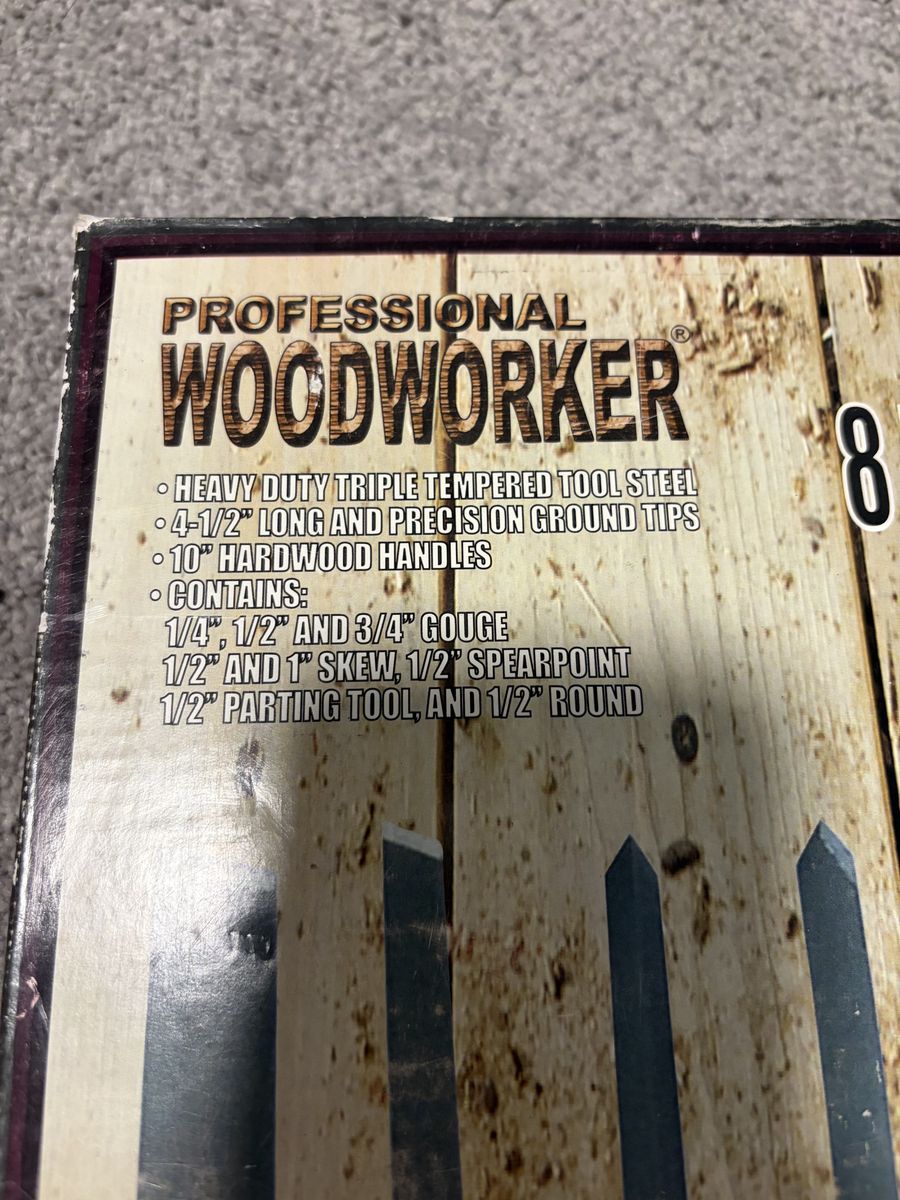 PROFESSIONAL
WOODWORKER®
• HEAVY DUTY TRIPLE TEMPERED TOOL STEEL
• 4-1/2” LONG AND PRECISION GROUND TIPS
• 10” HARDWOOD HANDLES
• CONTAINS:
1/4”, 1/2” AND 3/4” GOUGE
1/2” AND 1” SKEW, 1/2” SPEARPOINT
1/2” PARTING TOOL, AND 1/2” ROUND
8